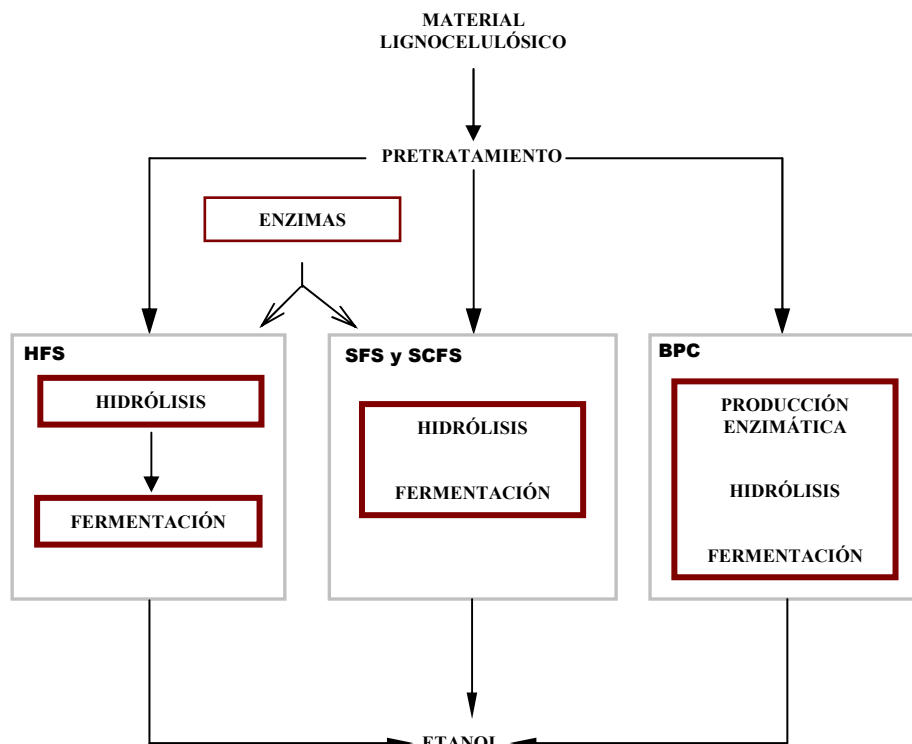 MATERIAL
LIGNOCELULÓSICO
PRETRATAMIENTO
ENZIMAS
HFS
HIDRÓLISIS
FERMENTACIÓN
SFS y SCFS
HIDRÓLISIS
FERMENTACIÓN
BPC
PRODUCCIÓN
ENZIMÁTICA
HIDRÓLISIS
FERMENTACIÓN
ETANOL